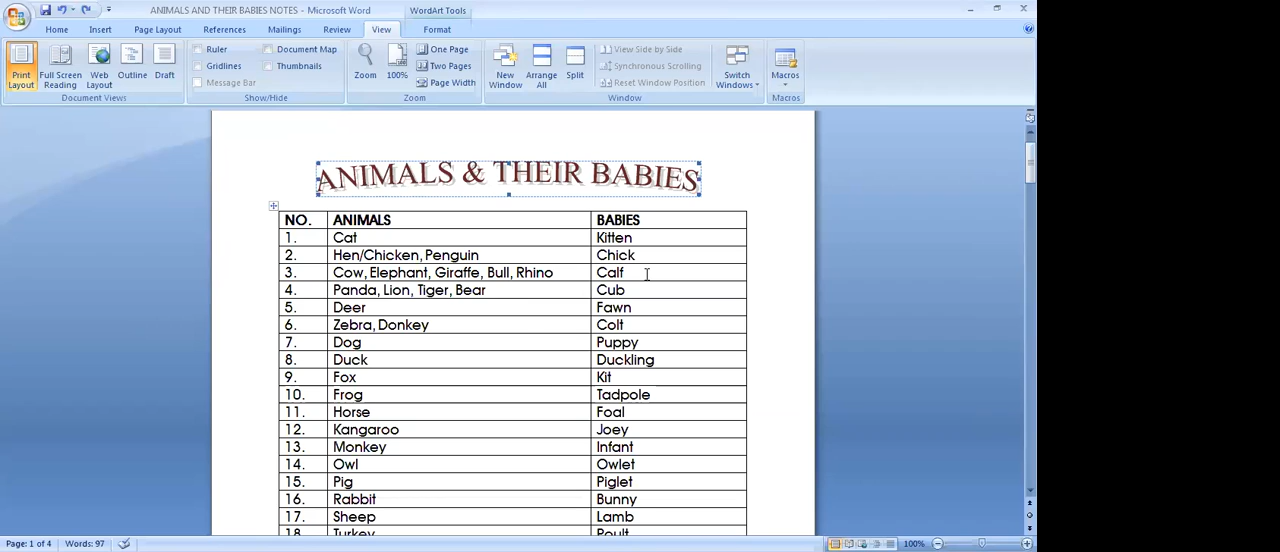 ANIMALS AND THEIR BABIES NOTES - Microsoft Word WordArt Tools
Home Insert Page Layout References Mailings Review View Format
Print Layout Full Screen Reading Web Layout Outline Draft
Document Views
Ruler Document Map
Gridlines Thumbnails
Message Bar
Show/Hide
Zoom 100% One Page
Two Pages
Page Width
Zoom
New Window Arrange All Split
View Side by Side
Synchronous Scrolling
Reset Window Position
Switch Windows
Window
Macros
Macros
ANIMALS & THEIR BABIES
NO. ANIMALS BABIES
1. Cat Kitten
2. Hen/Chicken, Penguin Chick
3. Cow, Elephant, Giraffe, Bull, Rhino Calf
4. Panda, Lion, Tiger, Bear Cub
5. Deer Fawn
6. Zebra, Donkey Colt
7. Dog Puppy
8. Duck Duckling
9. Fox Kit
10. Frog Tadpole
11. Horse Foal
12. Kangaroo Joey
13. Monkey Infant
14. Owl Owlet
15. Pig Piglet
16. Rabbit Bunny
17. Sheep Lamb
18. Turkey Poult
Page: 1 of 4 Words: 97 100%